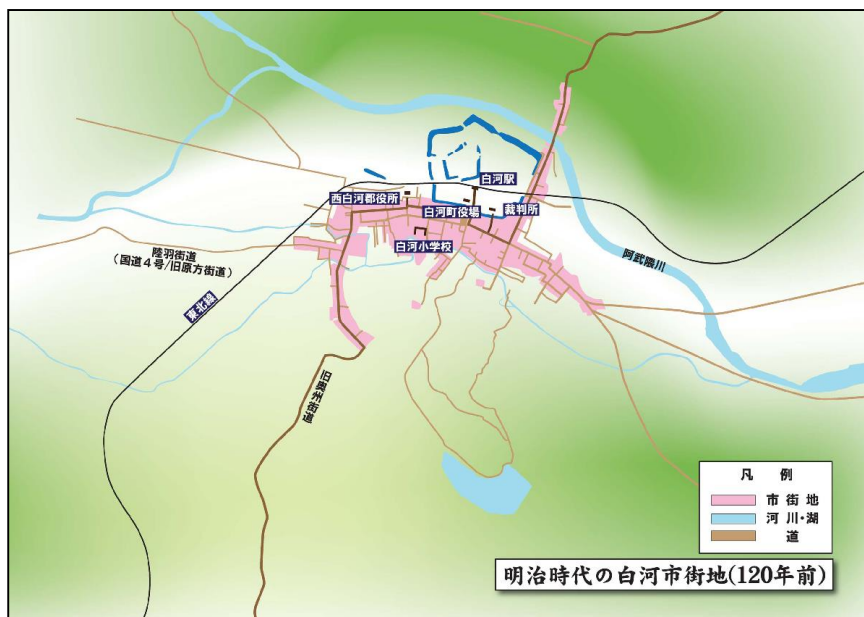 白河駅
西白河郡役所
白河町役場
裁判所
白河小学校
陸羽街道
(国道4号/旧原方街道)
阿武隈川
東北線
旧奥州街道
凡 例
市街地
河川・湖
道
明治時代の白河市街地(120年前)